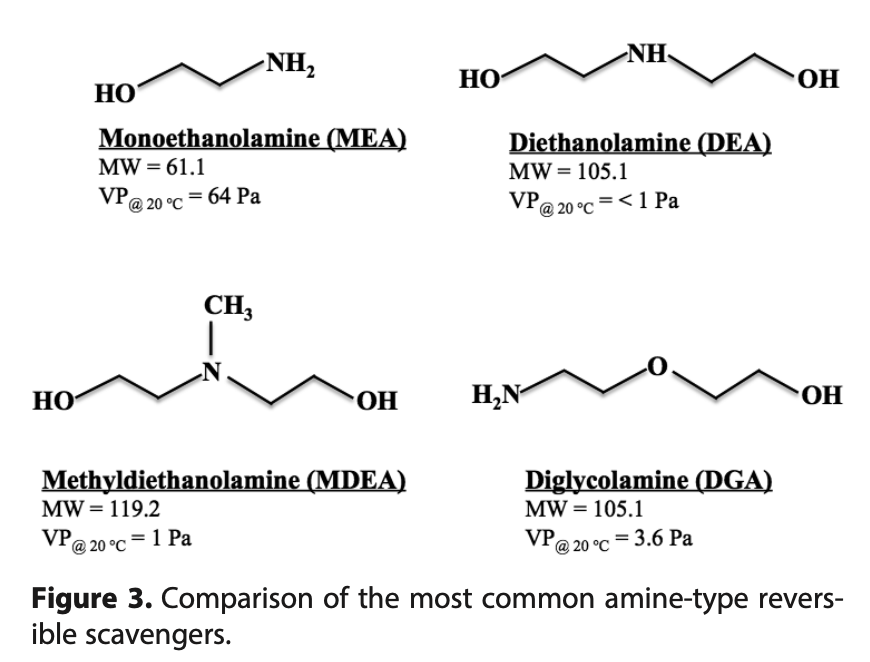 HO NH₂
Monoethanolamine (MEA)
MW = 61.1
VP@ 20 °C = 64 Pa
HO NH OH
Diethanolamine (DEA)
MW = 105.1
VP@ 20 °C = < 1 Pa
CH₃
HO N OH
Methyldiethanolamine (MDEA)
MW = 119.2
VP@ 20 °C = 1 Pa
H₂N O OH
Diglycolamine (DGA)
MW = 105.1
VP@ 20 °C = 3.6 Pa
Figure 3. Comparison of the most common amine-type revers-
ible scavengers.